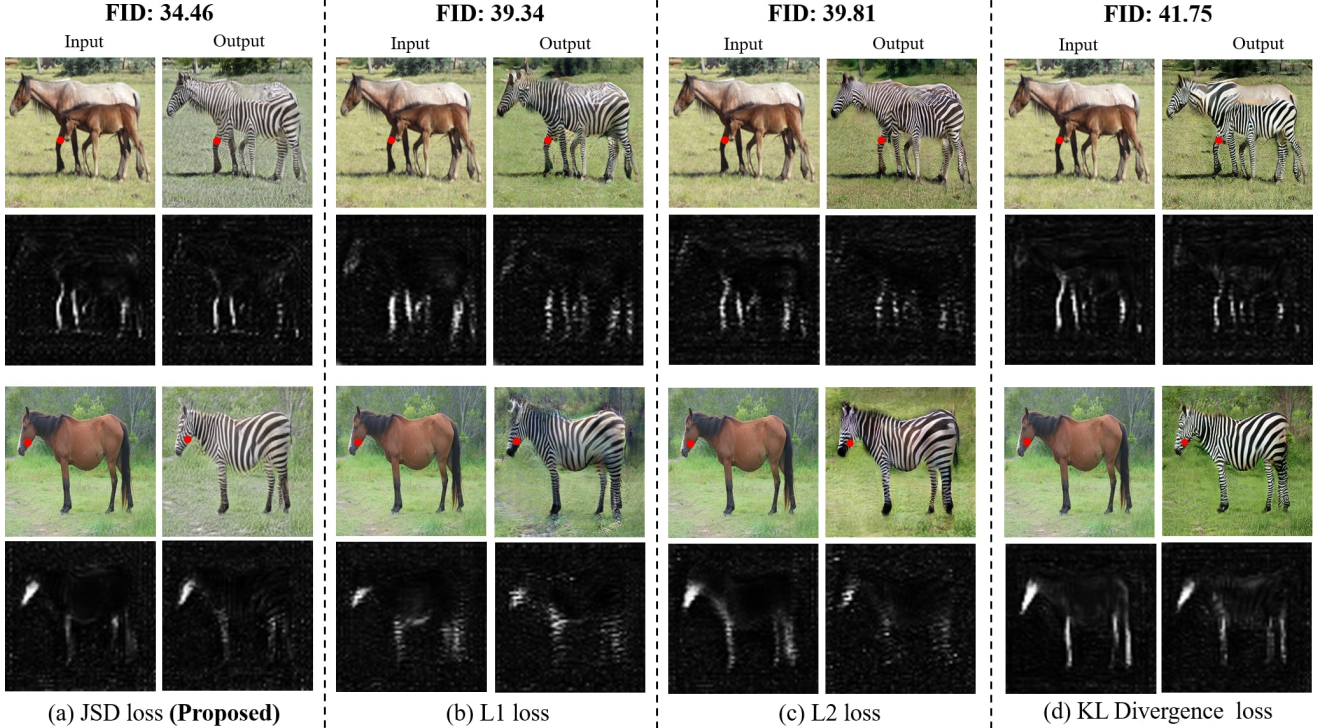 FID: 34.46
FID: 39.34
FID: 39.81
FID: 41.75
Input
Output
Input
Output
Input
Output
Input
Output
(a) JSD loss (Proposed)
(b) L1 loss
(c) L2 loss
(d) KL Divergence loss